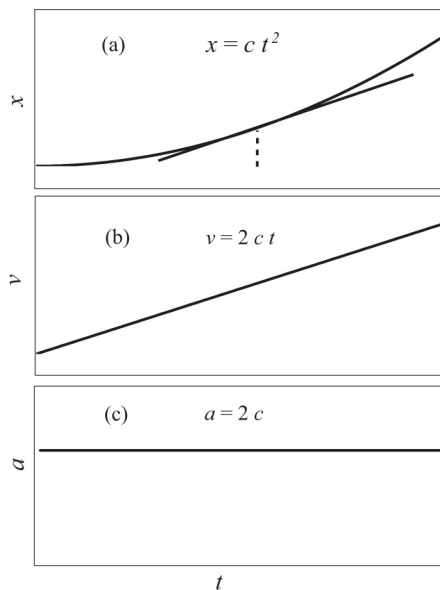 (a) x = c t²
x
(b) v = 2 c t
v
(c) a = 2 c
a
t